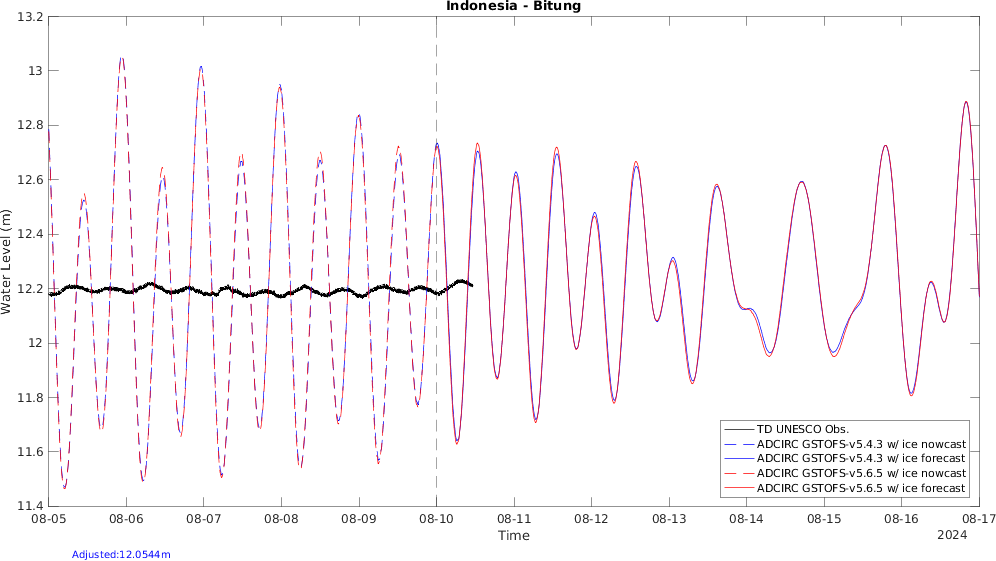 Indonesia - Bitung
Water Level (m)
13.2
13
12.8
12.6
12.4
12.2
12
11.8
11.6
11.4
08-05 08-06 08-07 08-08 08-09 08-10 08-11 08-12 08-13 08-14 08-15 08-16 08-17
Time
2024
TD UNESCO Obs.
ADCIRC GSTOFS-v5.4.3 w/ ice nowcast
ADCIRC GSTOFS-v5.4.3 w/ ice forecast
ADCIRC GSTOFS-v5.6.5 w/ ice nowcast
ADCIRC GSTOFS-v5.6.5 w/ ice forecast
Adjusted:12.0544m